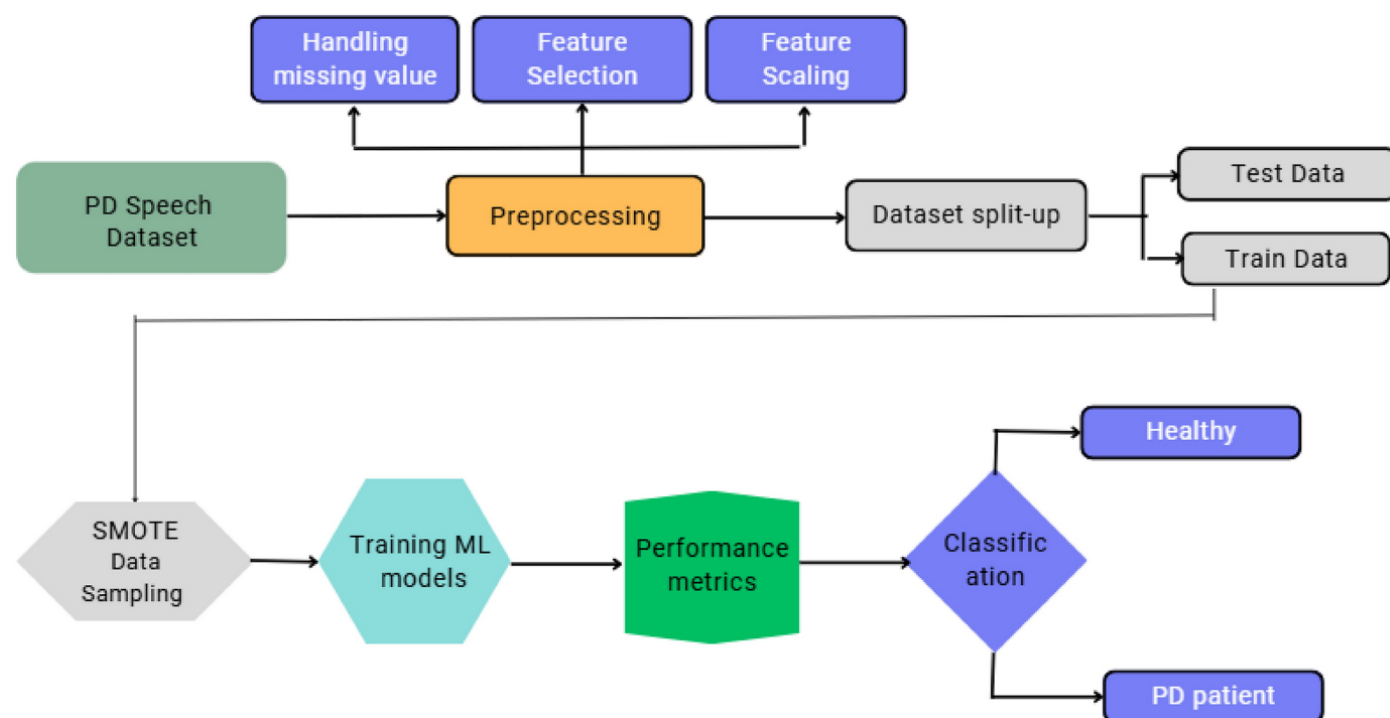 Handling
missing value
Feature
Selection
Feature
Scaling
PD Speech
Dataset
Preprocessing
Dataset split-up
Test Data
Train Data
Healthy
SMOTE
Data
Sampling
Training ML
models
Performance
metrics
Classific
ation
PD patient